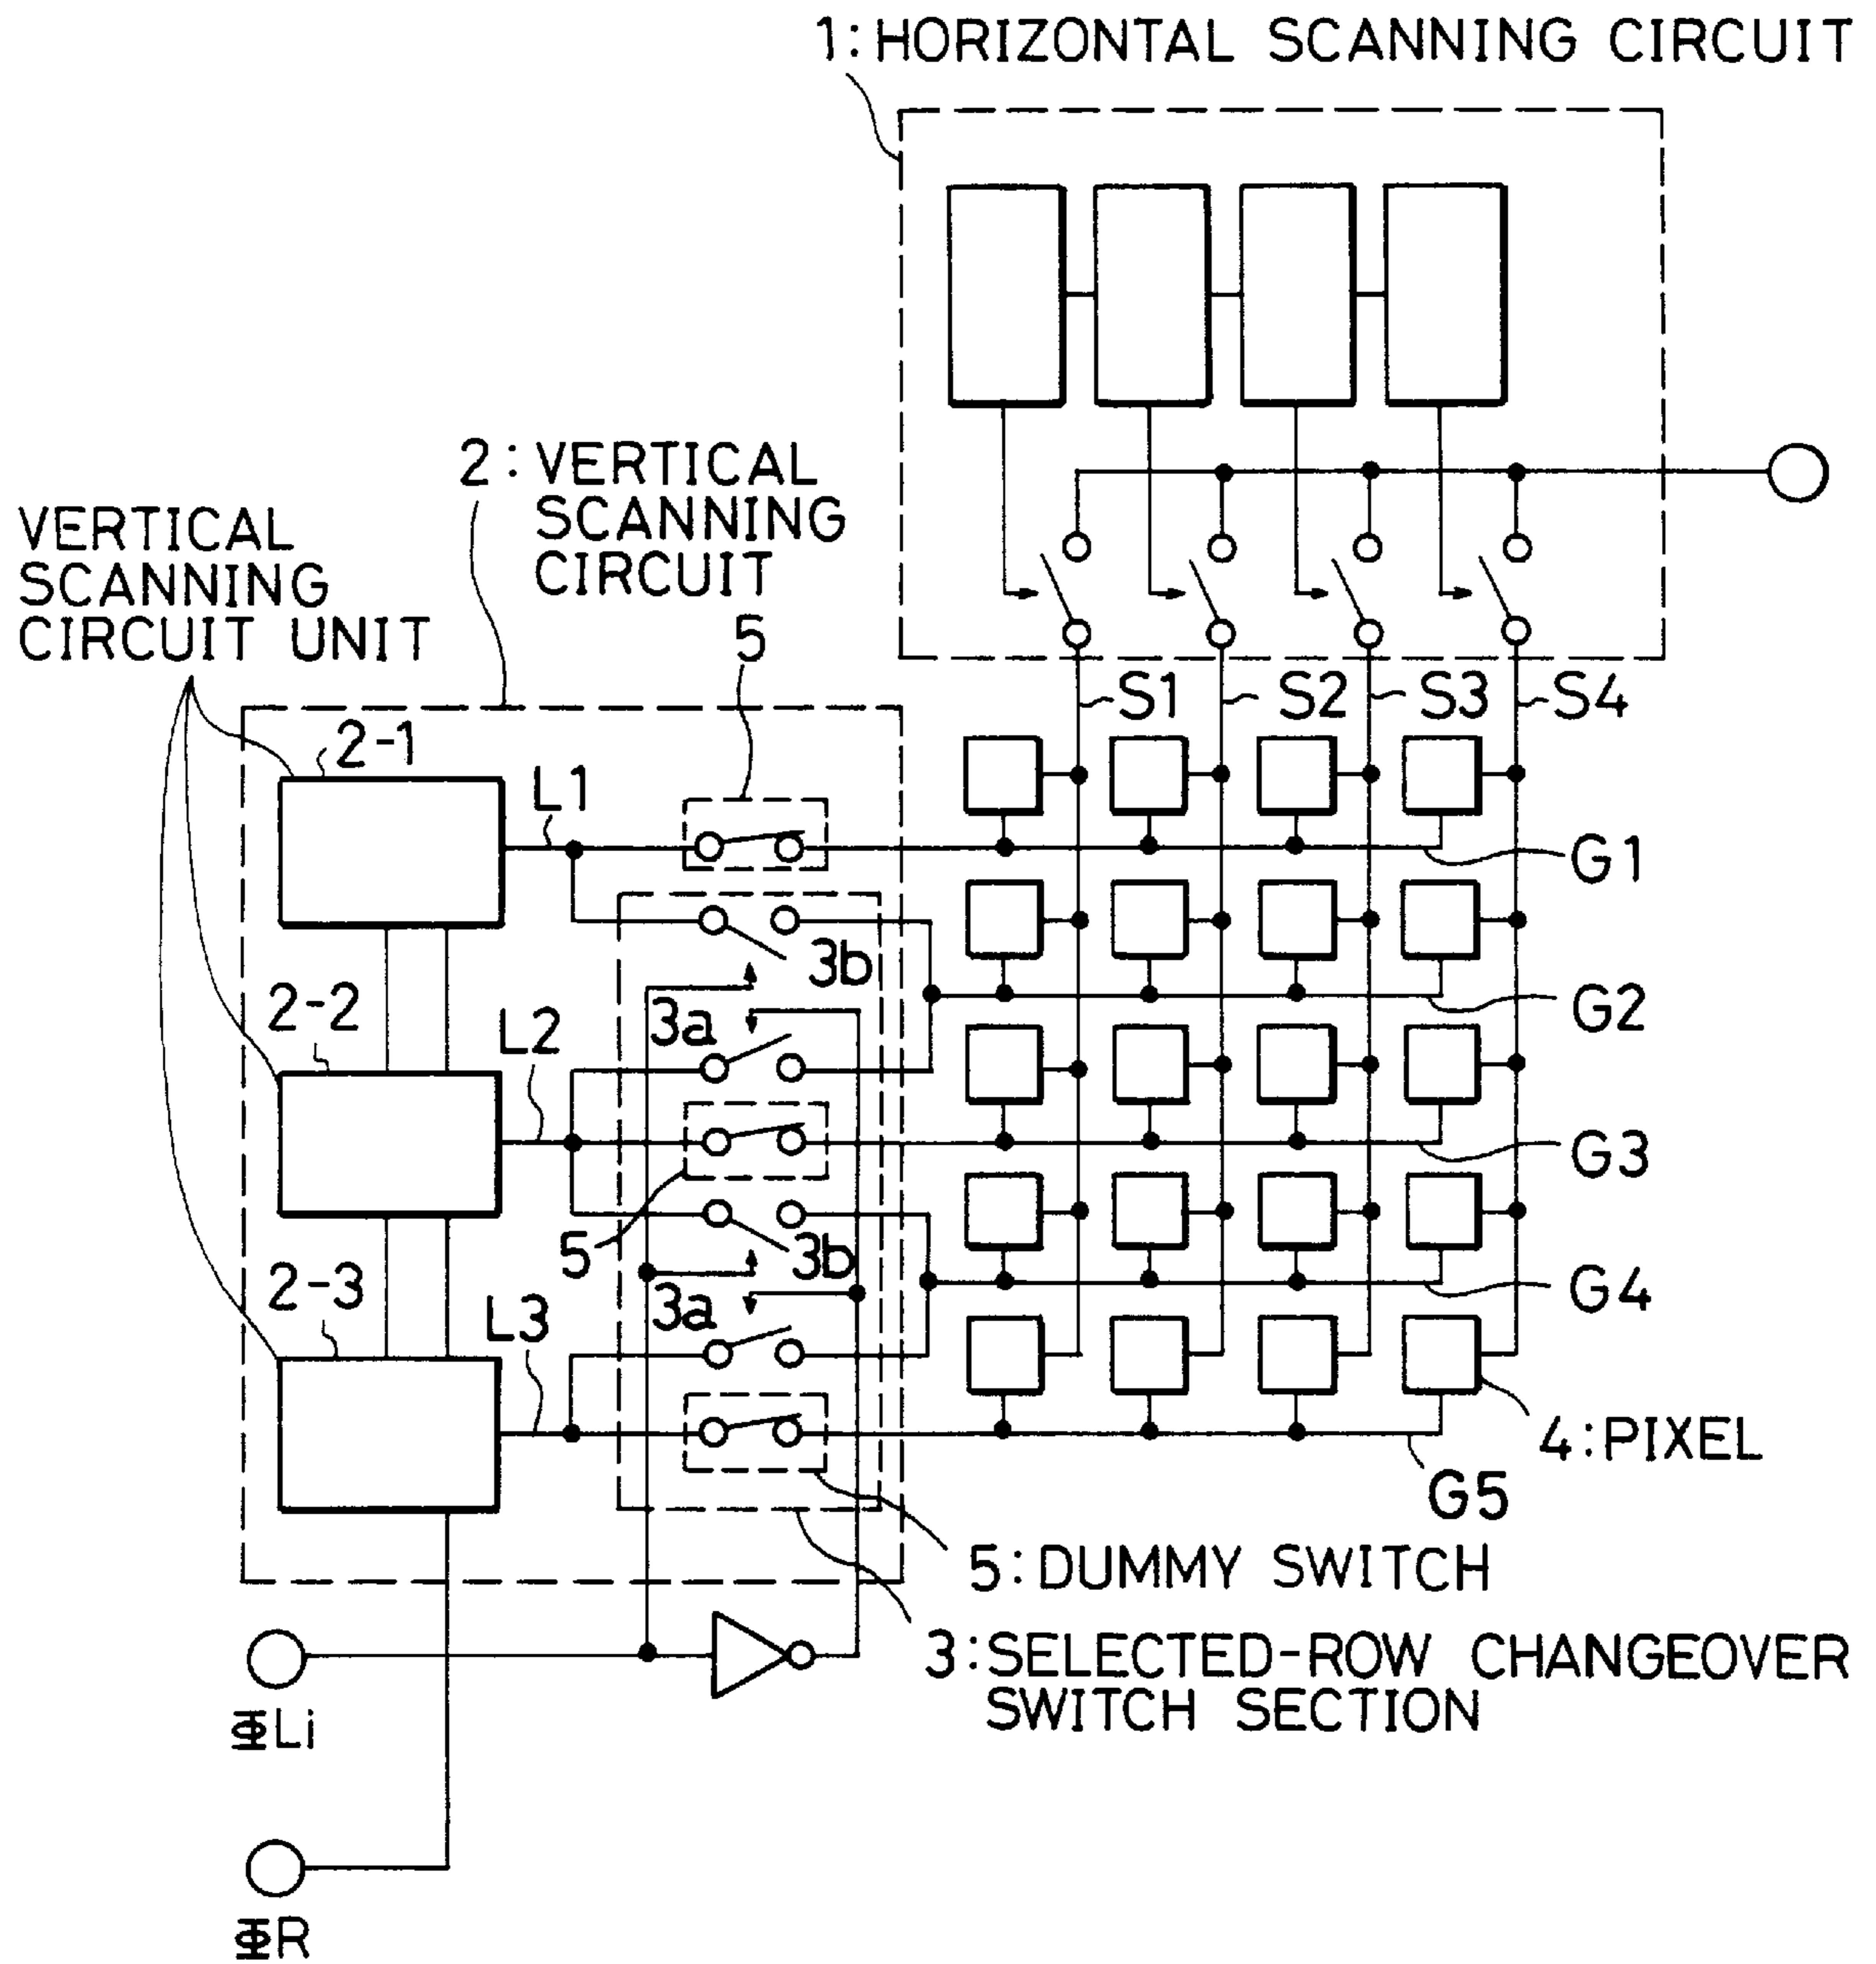 1: HORIZONTAL SCANNING CIRCUIT
2: VERTICAL
SCANNING
CIRCUIT
VERTICAL
SCANNING
CIRCUIT UNIT
5
S1
S2
S3
S4
2-1
L1
G1
3b
2-2
3a
L2
G2
G3
5
3b
2-3
3a
L3
G4
4: PIXEL
G5
5: DUMMY SWITCH
3: SELECTED-ROW CHANGEOVER
SWITCH SECTION
ΦLi
ΦR